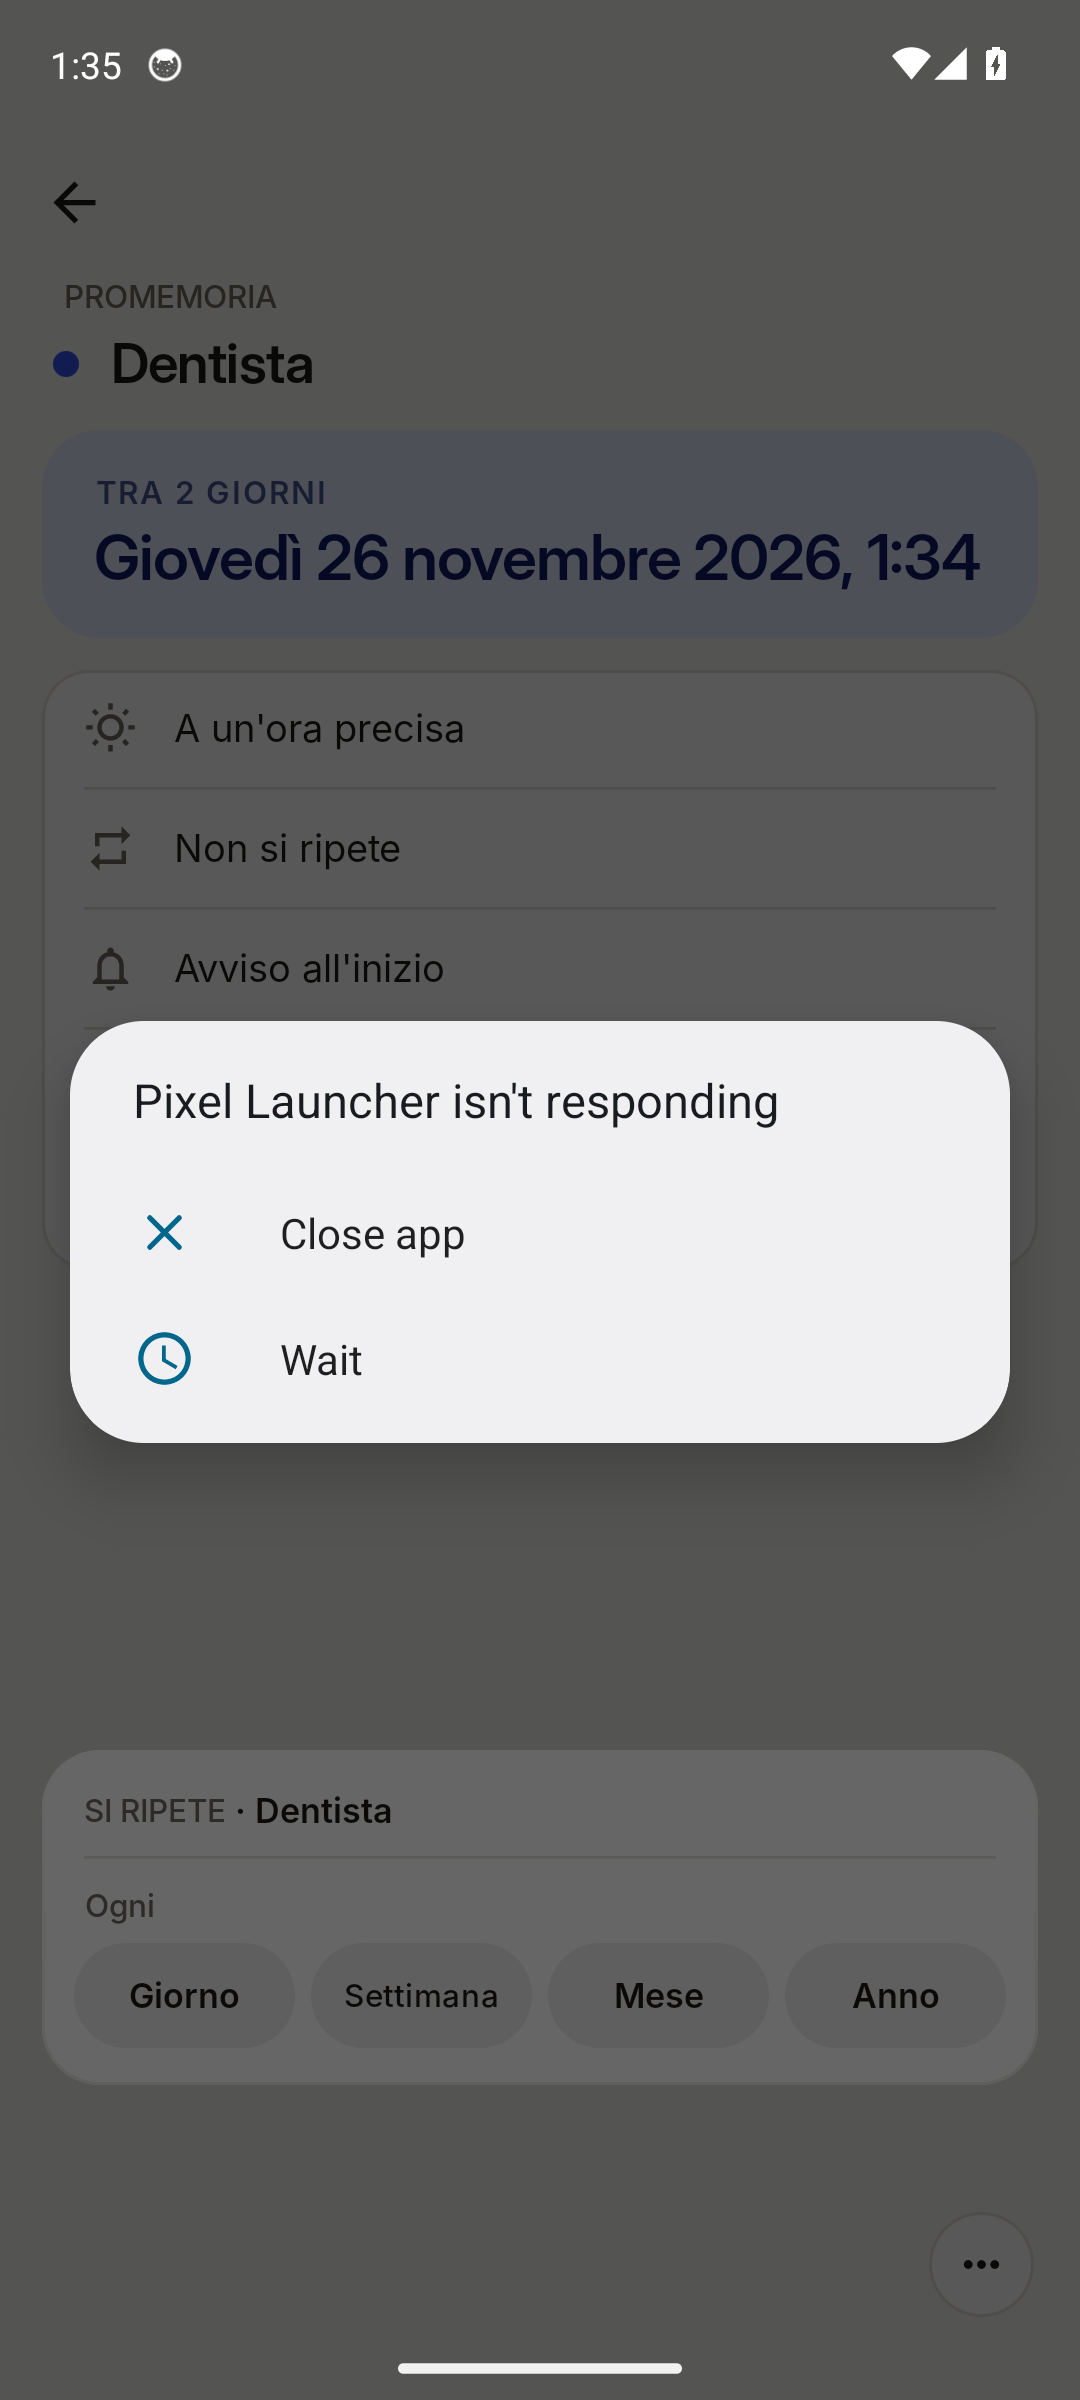 1:35
PROMEMORIA
Dentista
TRA 2 GIORNI
Giovedì 26 novembre 2026, 1:34
A un'ora precisa
Non si ripete
Avviso all'inizio
Pixel Launcher isn't responding
Close app
Wait
SI RIPETE · Dentista
Ogni
Giorno Settimana Mese Anno